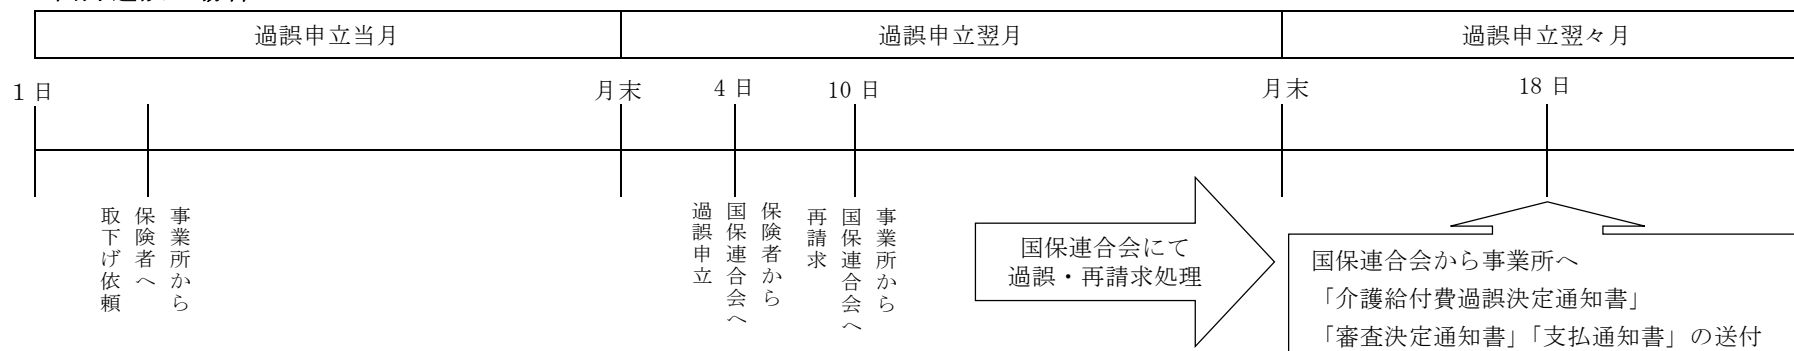 過誤申立当月
過誤申立翌月
過誤申立翌々月
1日
月末
4日
10日
月末
18日
事業所から
保険者へ
取下げ依頼
保険者から
国保連合会へ
過誤申立
事業所から
国保連合会へ
再請求
国保連合会にて
過誤・再請求処理
国保連合会から事業所へ
「介護給付費過誤決定通知書」
「審査決定通知書」「支払通知書」の送付